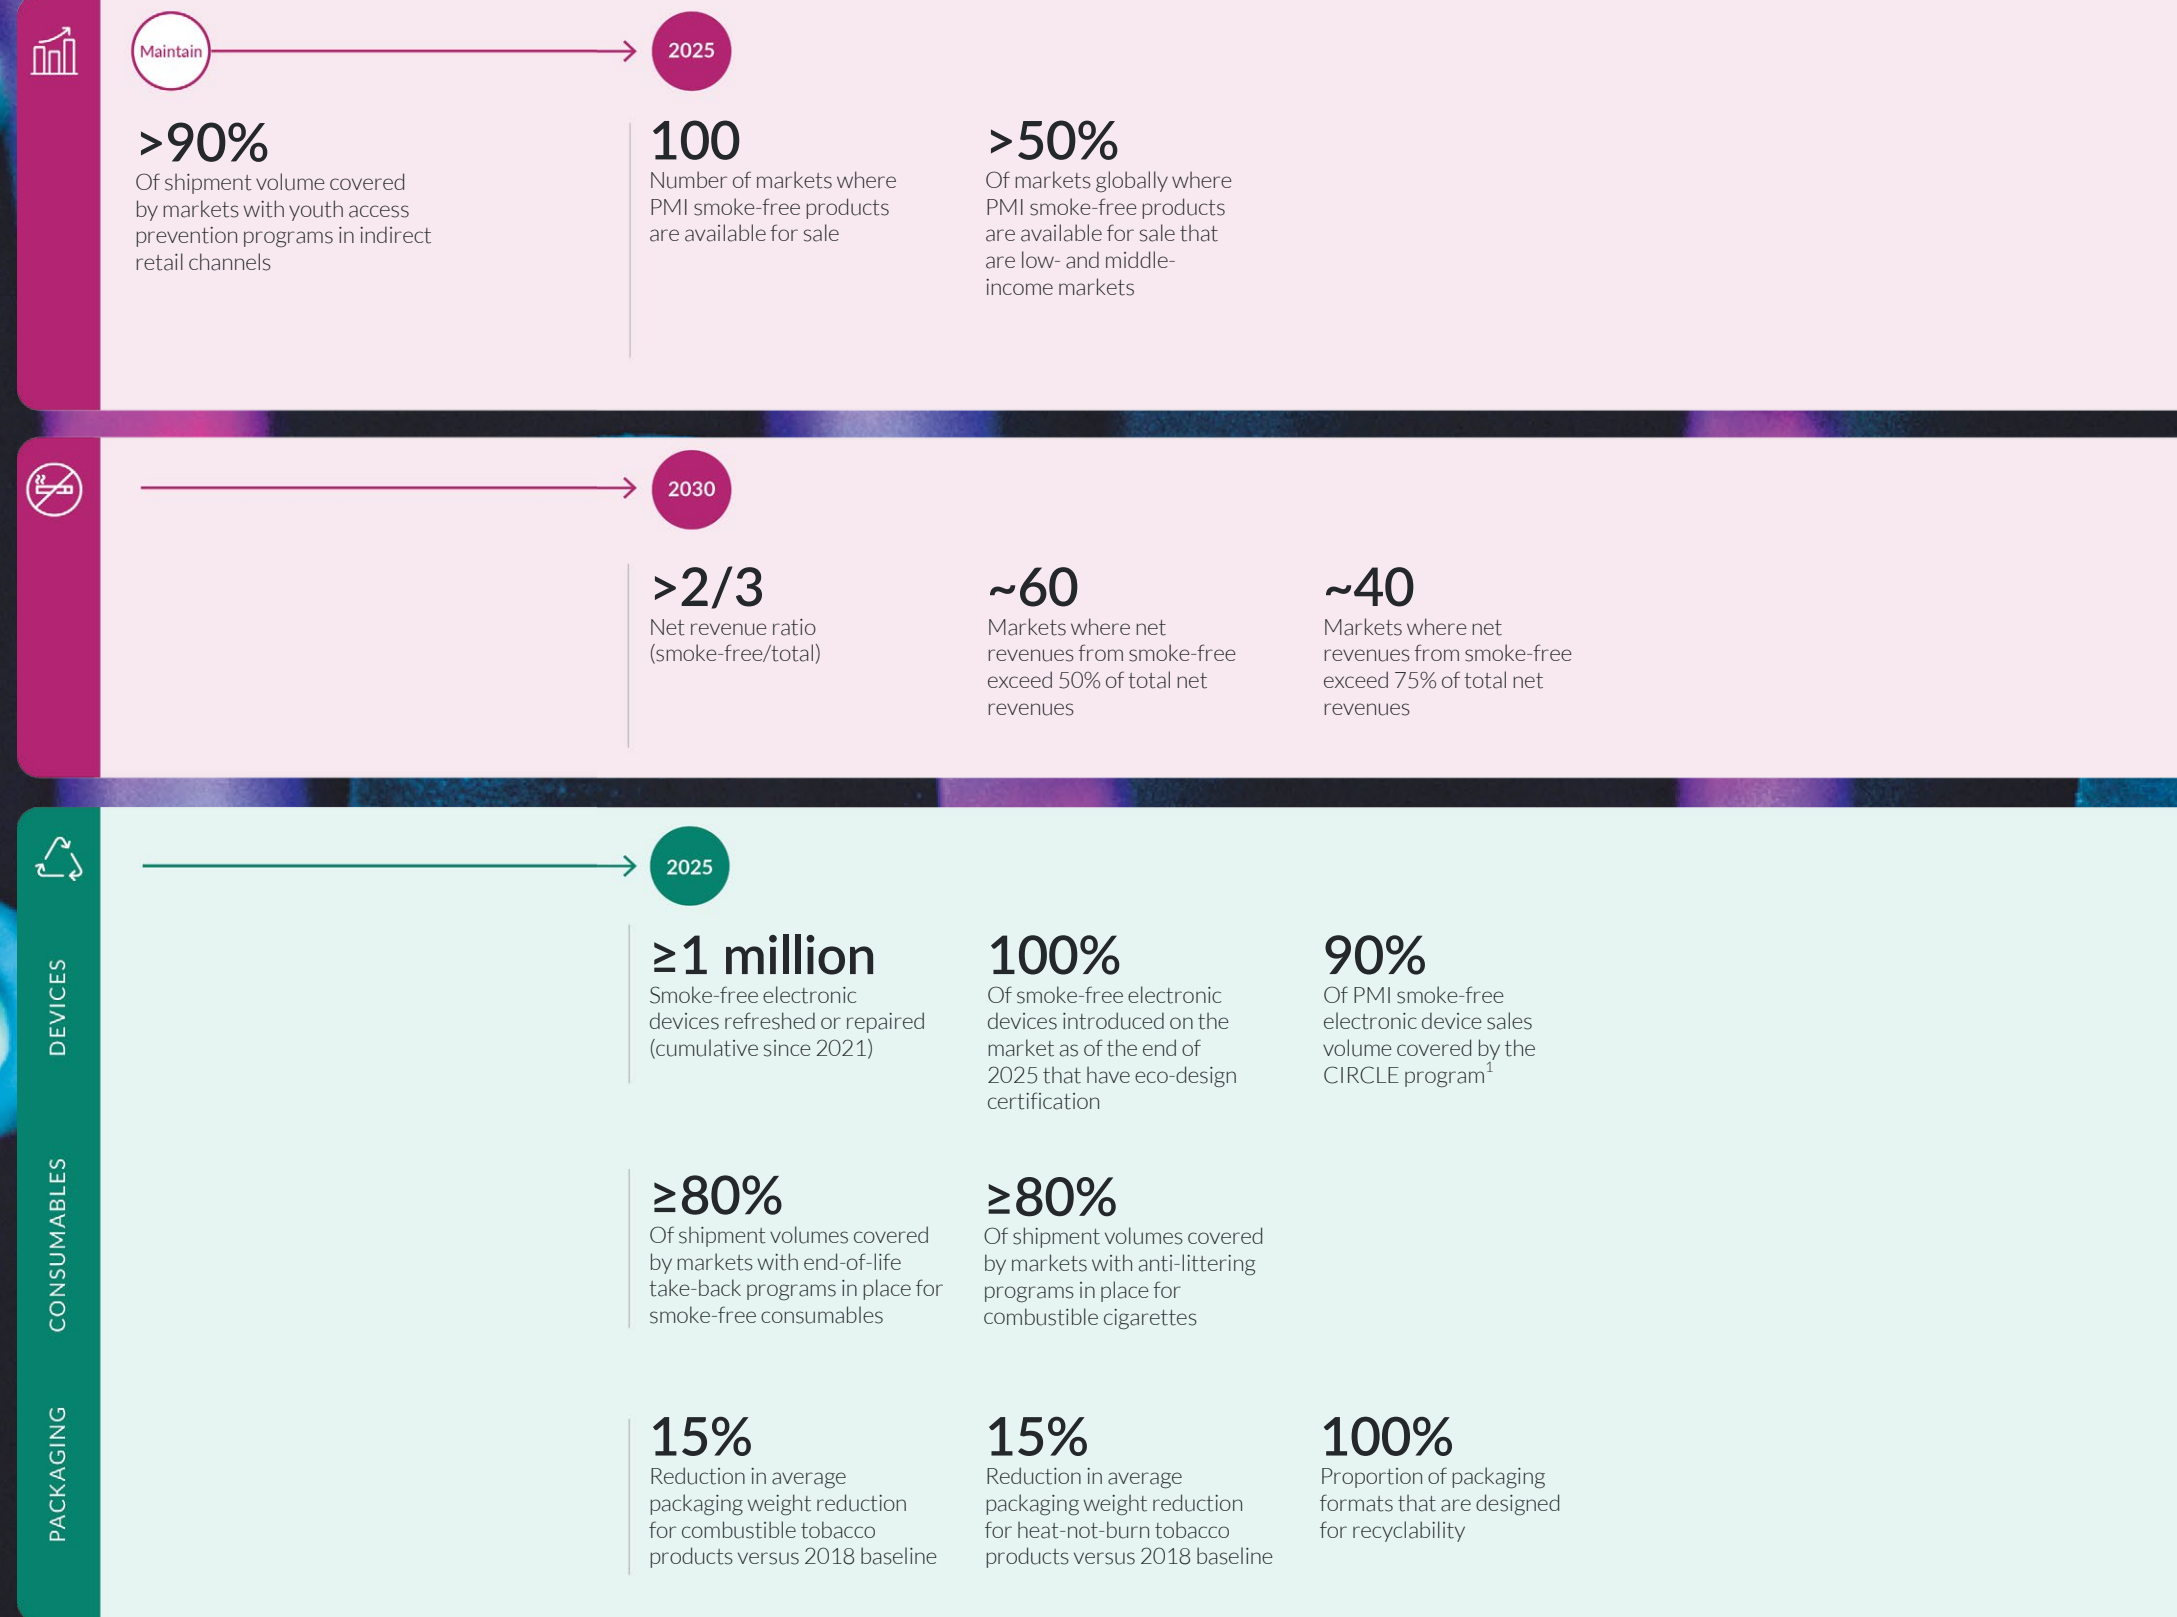 Maintain
2025
>90%
Of shipment volume covered
by markets with youth access
prevention programs in indirect
retail channels
100
Number of markets where
PMI smoke-free products
are available for sale
>50%
Of markets globally where
PMI smoke-free products
are available for sale that
are low- and middle-
income markets
2030
>2/3
Net revenue ratio
(smoke-free/total)
~60
Markets where net
revenues from smoke-free
exceed 50% of total net
revenues
~40
Markets where net
revenues from smoke-free
exceed 75% of total net
revenues
2025
DEVICES
≥1 million
Smoke-free electronic
devices refreshed or repaired
(cumulative since 2021)
100%
Of smoke-free electronic
devices introduced on the
market as of the end of
2025 that have eco-design
certification
90%
Of PMI smoke-free
electronic device sales
volume covered by the
CIRCLE program¹
CONSUMABLES
≥80%
Of shipment volumes covered
by markets with end-of-life
take-back programs in place for
smoke-free consumables
≥80%
Of shipment volumes covered
by markets with anti-littering
programs in place for
combustible cigarettes
PACKAGING
15%
Reduction in average
packaging weight reduction
for combustible tobacco
products versus 2018 baseline
15%
Reduction in average
packaging weight reduction
for heat-not-burn tobacco
products versus 2018 baseline
100%
Proportion of packaging
formats that are designed
for recyclability